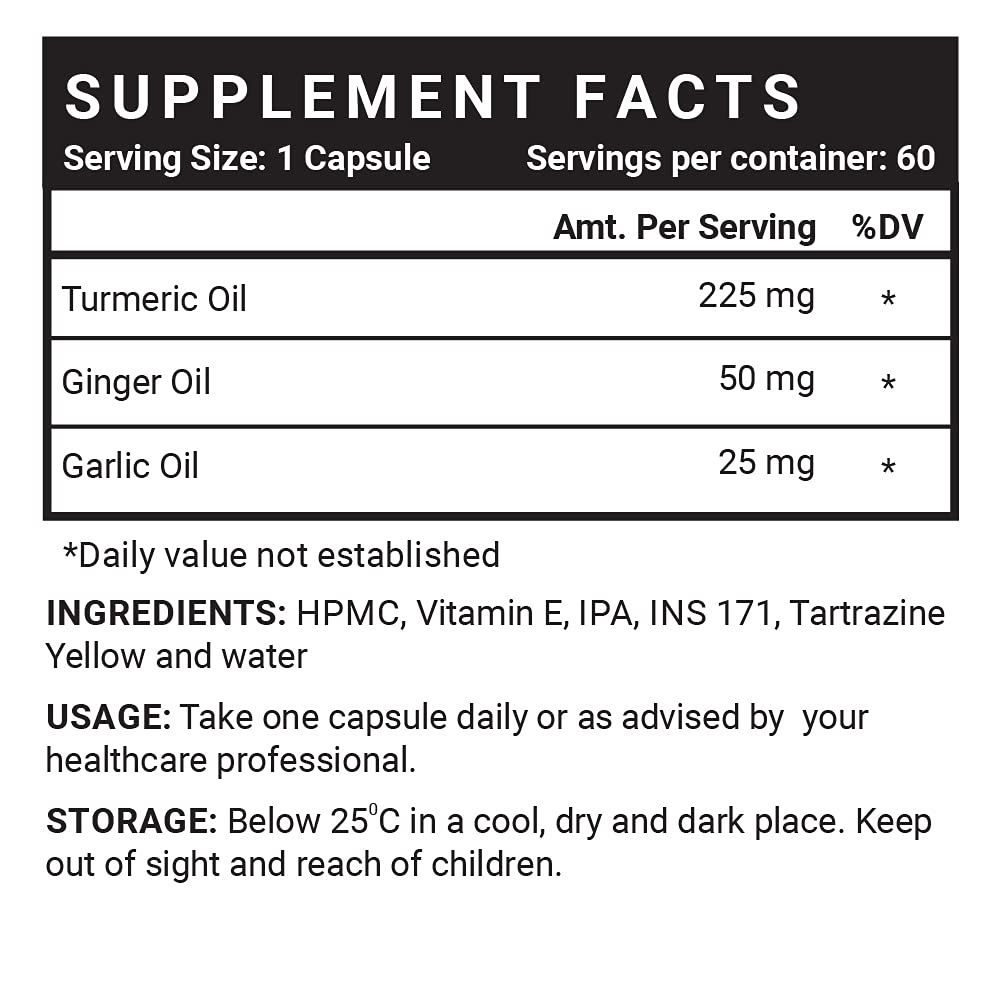 SUPPLEMENT FACTS
Serving Size: 1 Capsule Servings per container: 60
Amt. Per Serving %DV
Turmeric Oil 225 mg *
Ginger Oil 50 mg *
Garlic Oil 25 mg *
*Daily value not established
INGREDIENTS: HPMC, Vitamin E, IPA, INS 171, Tartrazine
Yellow and water
USAGE: Take one capsule daily or as advised by  your
healthcare professional.
STORAGE: Below 25⁰C in a cool, dry and dark place. Keep
out of sight and reach of children.